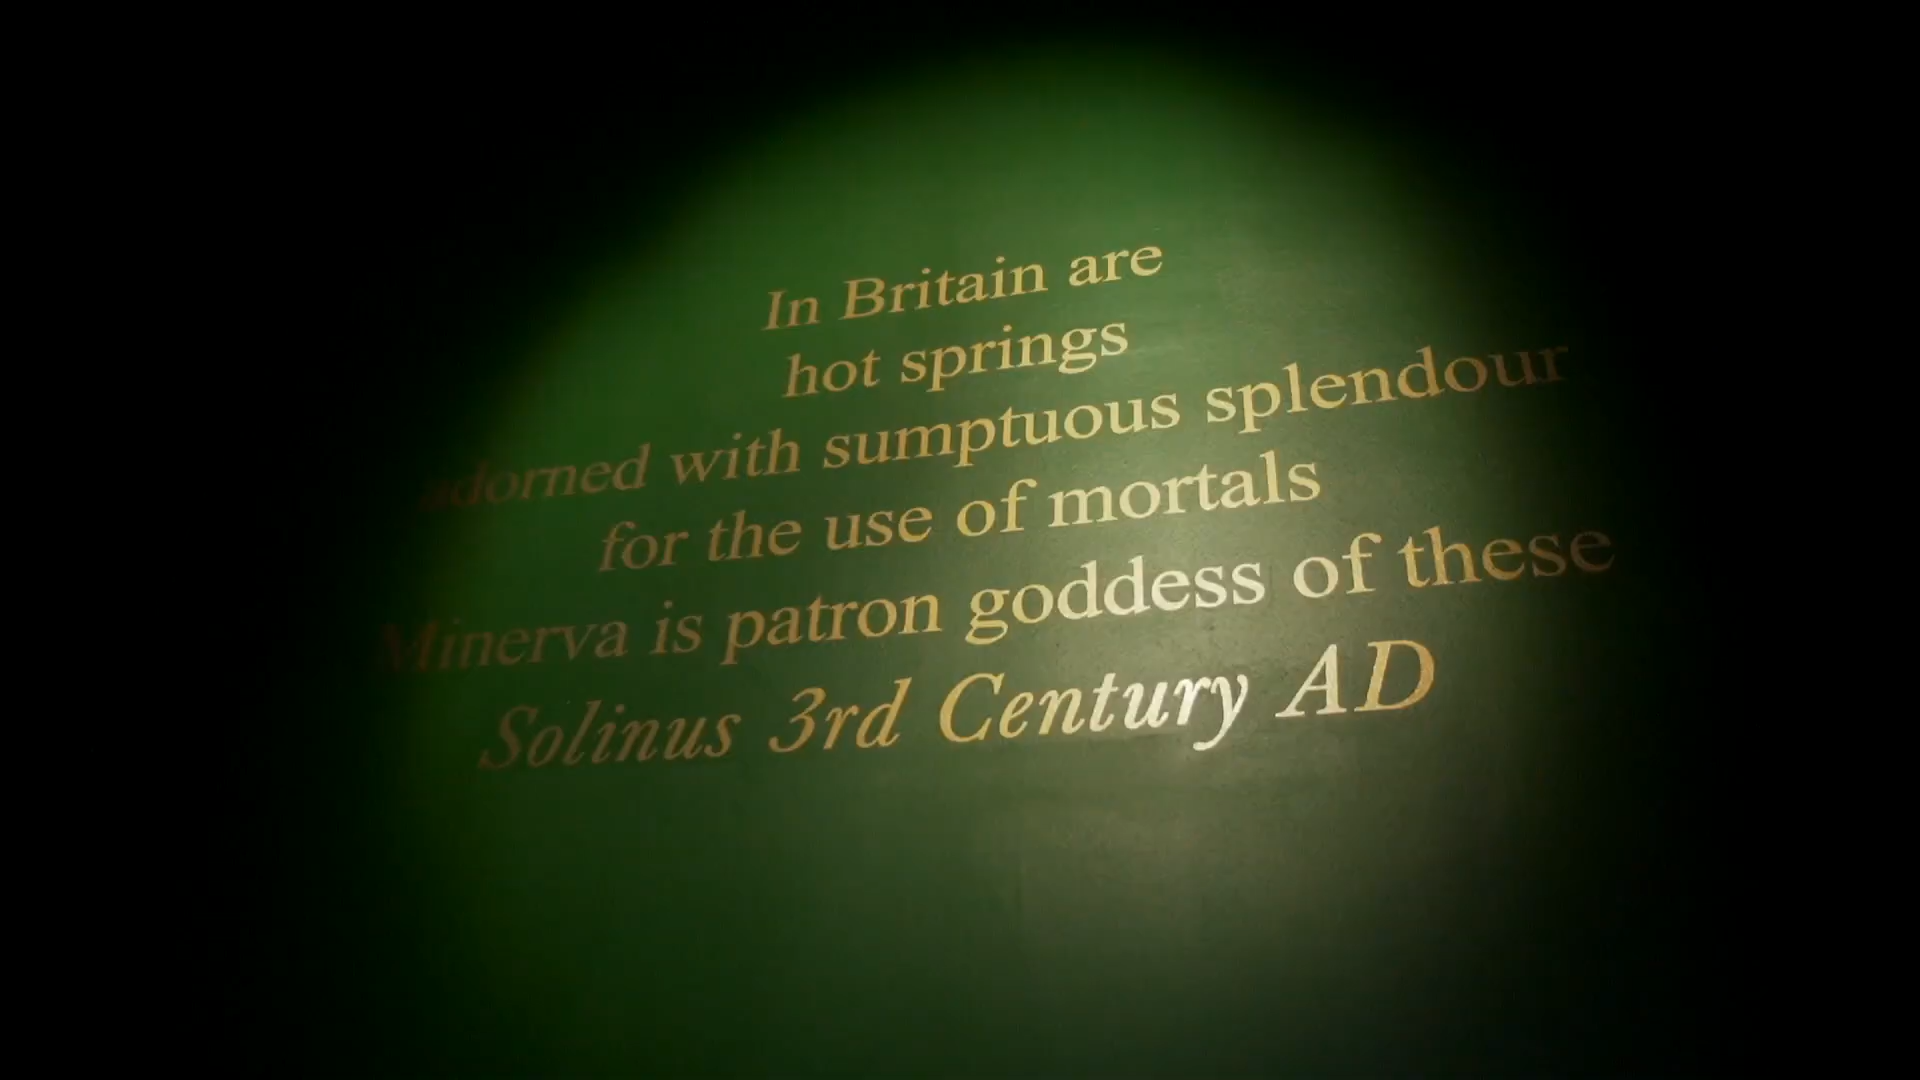 In Britain are
hot springs
adorned with sumptuous splendour
for the use of mortals
Minerva is patron goddess of these
Solinus 3rd Century AD